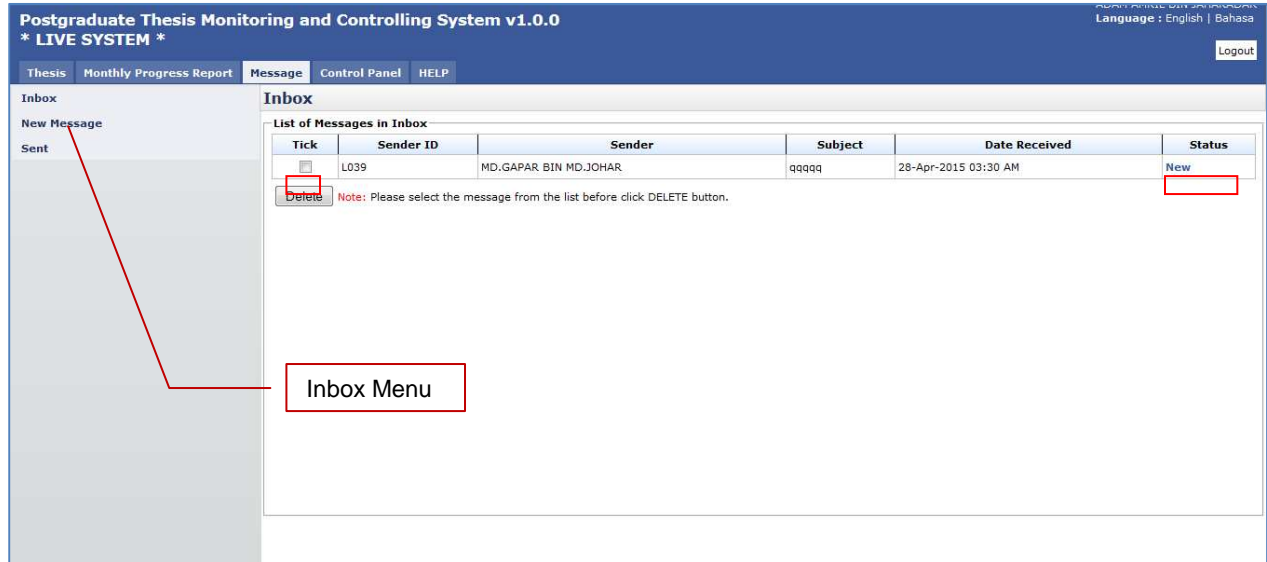 Postgraduate Thesis Monitoring and Controlling System v1.0.0
* LIVE SYSTEM *
Language : English | Bahasa
Logout
Thesis Monthly Progress Report Message Control Panel HELP
Inbox
New Message
Sent
Inbox
List of Messages in Inbox
Tick Sender ID Sender Subject Date Received Status
L039 MD.GAPAR BIN MD.JOHAR qqqqq 28-Apr-2015 03:30 AM New
Delete Note: Please select the message from the list before click DELETE button.
Inbox Menu